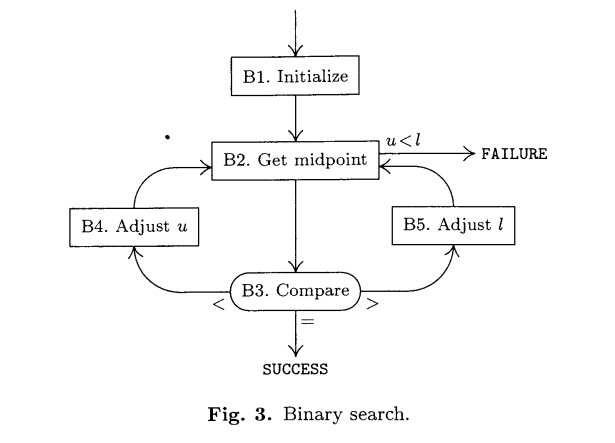 B1. Initialize
u<l
B2. Get midpoint
FAILURE
B4. Adjust u
B5. Adjust l
B3. Compare
<
>
=
SUCCESS
Fig. 3. Binary search.